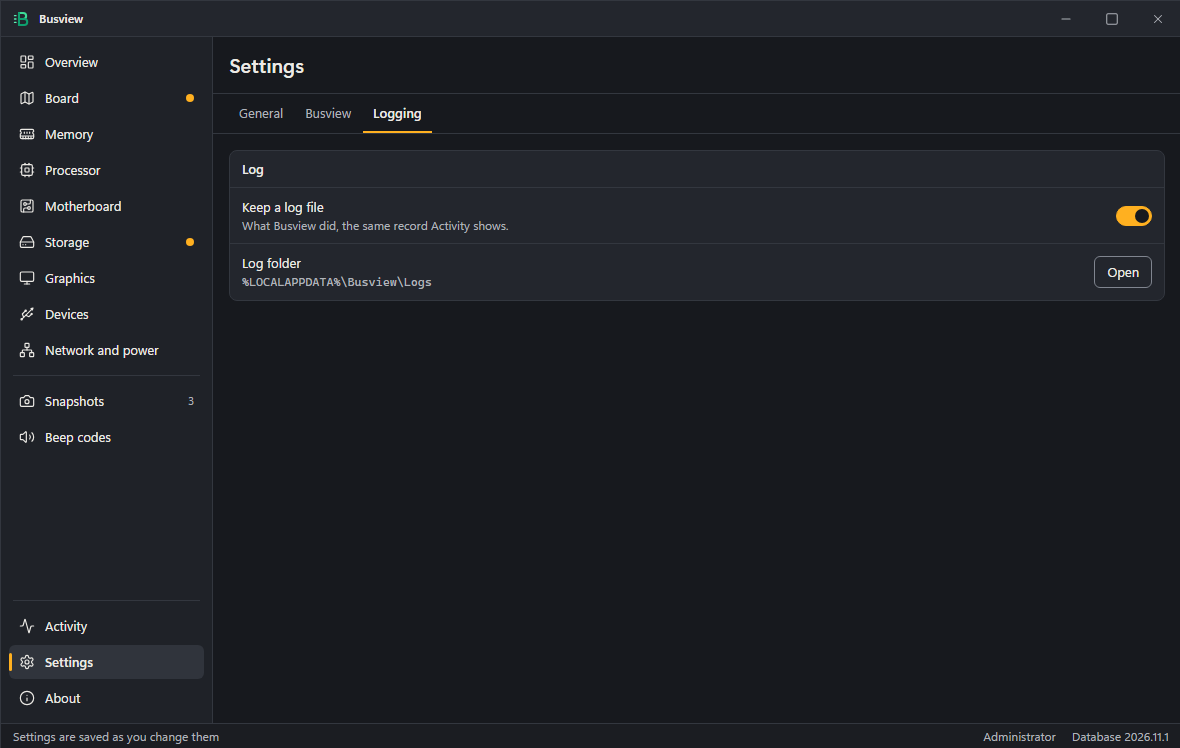 Busview
Overview
Board
Memory
Processor
Motherboard
Storage
Graphics
Devices
Network and power
Snapshots 3
Beep codes
Activity
Settings
About
Settings
General Busview Logging
Log
Keep a log file
What Busview did, the same record Activity shows.
Log folder
%LOCALAPPDATA%\Busview\Logs
Open
Settings are saved as you change them
Administrator Database 2026.11.1